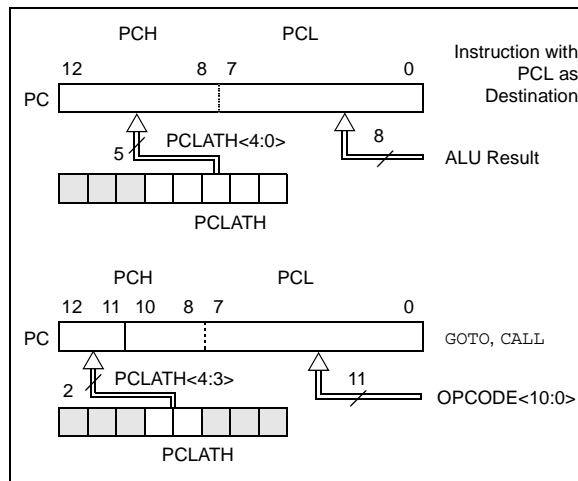 PCH PCL
12 8 7 0
Instruction with
PCL as
Destination
PC
5 PCLATH<4:0> 8
ALU Result
PCLATH
PCH PCL
12 11 10 8 7 0
PC
GOTO, CALL
2 PCLATH<4:3> 11
OPCODE<10:0>
PCLATH